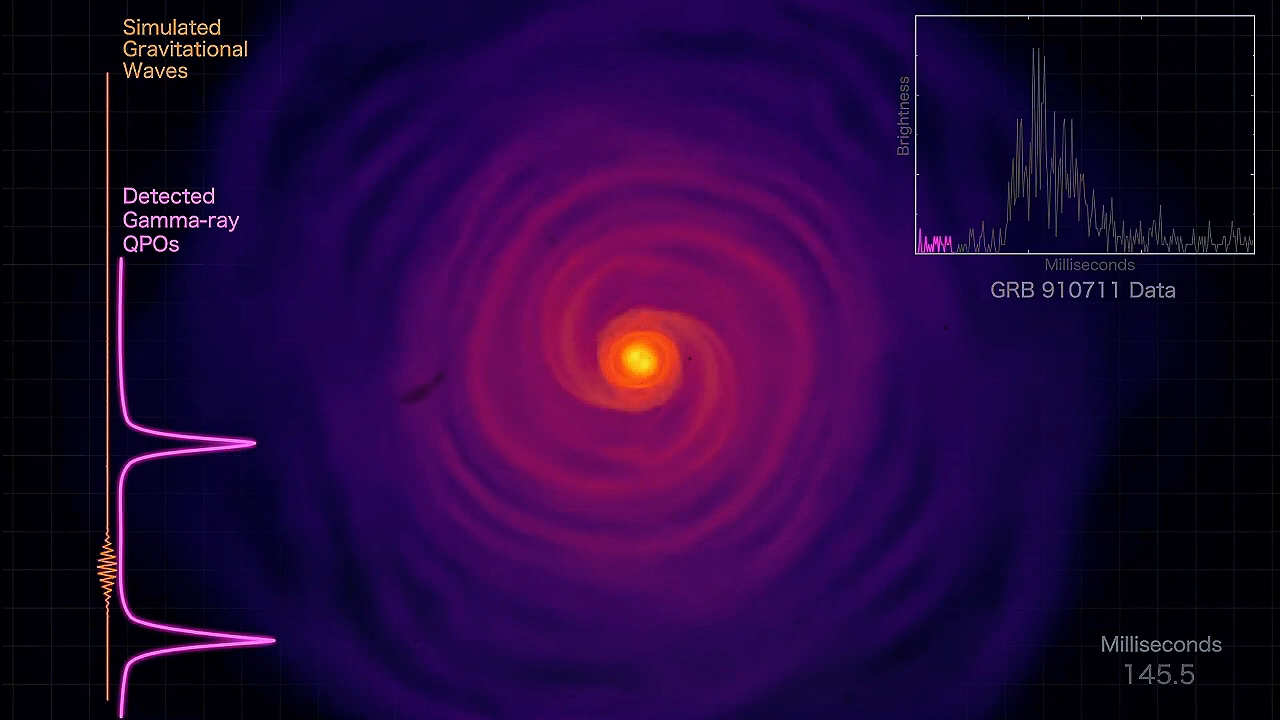 Simulated
Gravitational
Waves
Detected
Gamma-ray
QPOs
Brightness
Milliseconds
GRB 910711 Data
Milliseconds
145.5